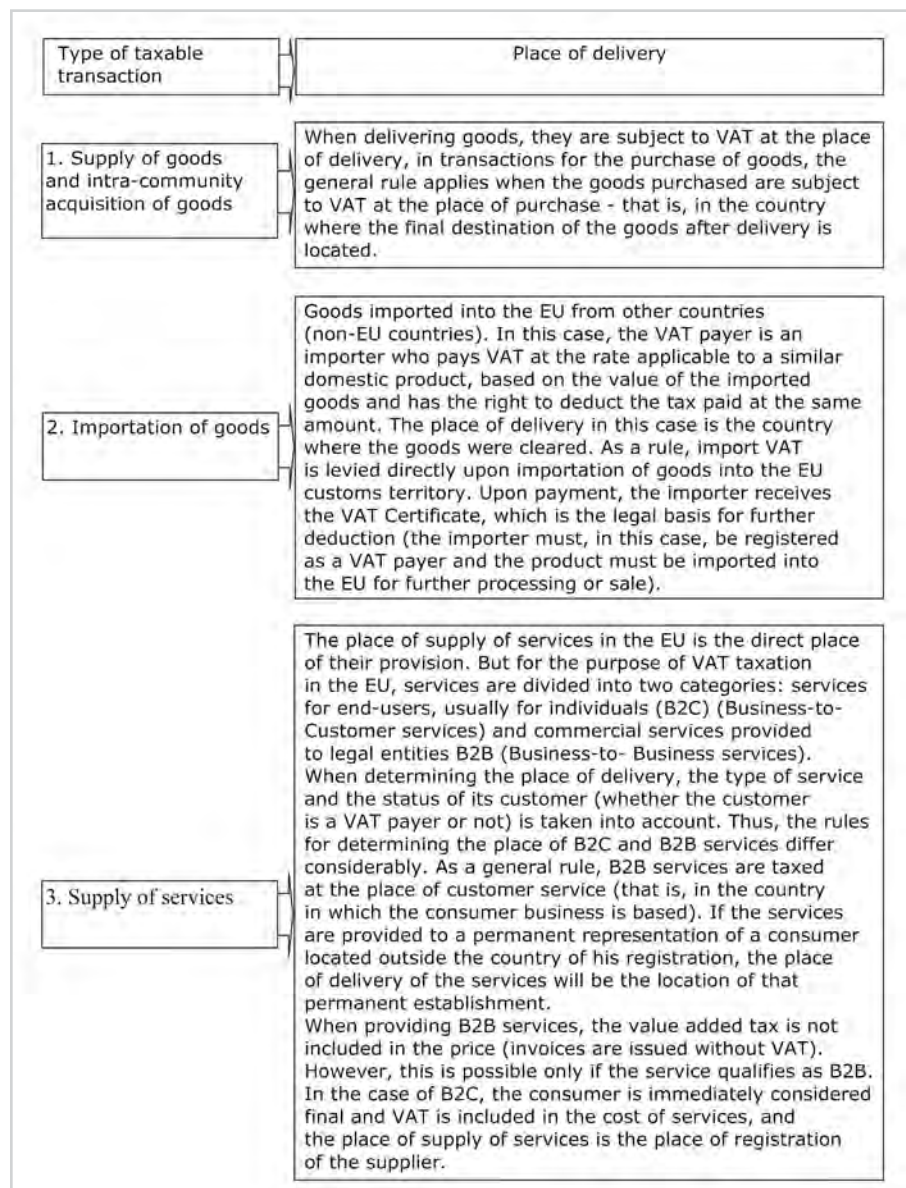 Type of taxable
transaction
Place of delivery
1. Supply of goods
and intra-community
acquisition of goods
When delivering goods, they are subject to VAT at the place
of delivery, in transactions for the purchase of goods, the
general rule applies when the goods purchased are subject
to VAT at the place of purchase - that is, in the country
where the final destination of the goods after delivery is
located.
2. Importation of goods
Goods imported into the EU from other countries
(non-EU countries). In this case, the VAT payer is an
importer who pays VAT at the rate applicable to a similar
domestic product, based on the value of the imported
goods and has the right to deduct the tax paid at the same
amount. The place of delivery in this case is the country
where the goods were cleared. As a rule, import VAT
is levied directly upon importation of goods into the EU
customs territory. Upon payment, the importer receives
the VAT Certificate, which is the legal basis for further
deduction (the importer must, in this case, be registered
as a VAT payer and the product must be imported into
the EU for further processing or sale).
3. Supply of services
The place of supply of services in the EU is the direct place
of their provision. But for the purpose of VAT taxation
in the EU, services are divided into two categories: services
for end-users, usually for individuals (B2C) (Business-to-
Customer services) and commercial services provided
to legal entities B2B (Business-to- Business services).
When determining the place of delivery, the type of service
and the status of its customer (whether the customer
is a VAT payer or not) is taken into account. Thus, the rules
for determining the place of B2C and B2B services differ
considerably. As a general rule, B2B services are taxed
at the place of customer service (that is, in the country
in which the consumer business is based). If the services
are provided to a permanent representation of a consumer
located outside the country of his registration, the place
of delivery of the services will be the location of that
permanent establishment.
When providing B2B services, the value added tax is not
included in the price (invoices are issued without VAT).
However, this is possible only if the service qualifies as B2B.
In the case of B2C, the consumer is immediately considered
final and VAT is included in the cost of services, and
the place of supply of services is the place of registration
of the supplier.